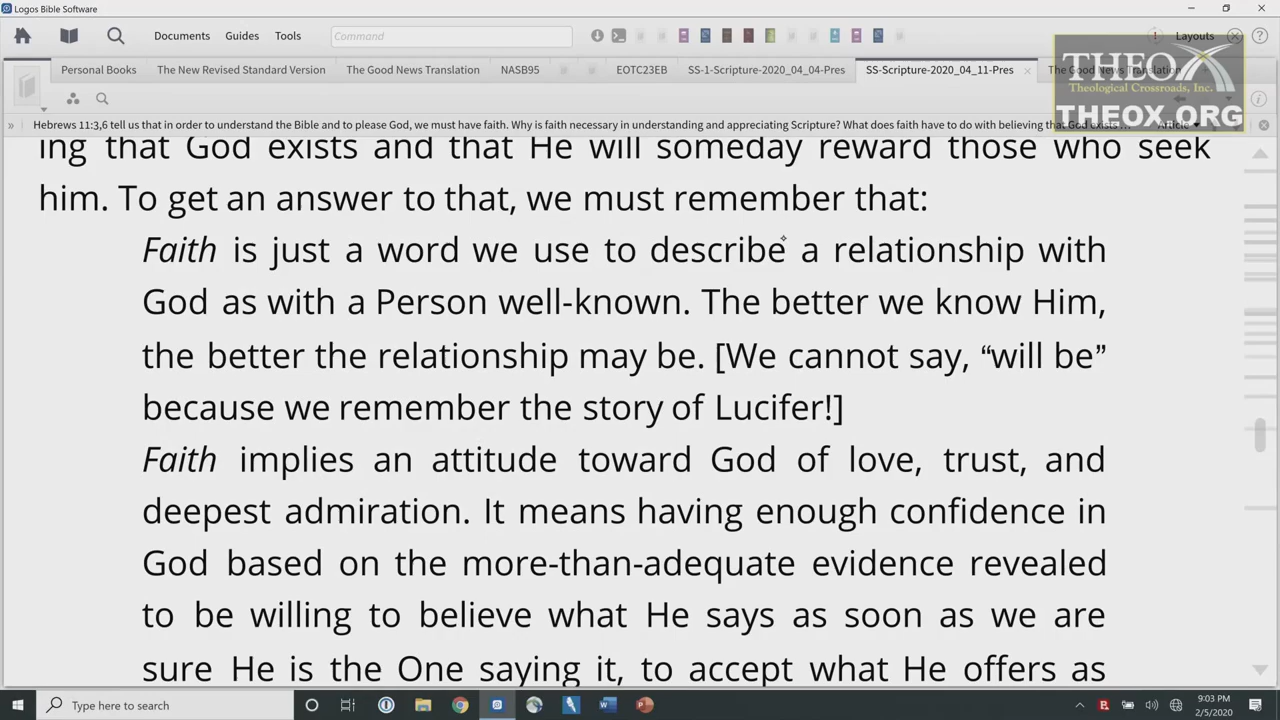 Logos Bible Software
Documents Guides Tools Command Layouts
Personal Books The New Revised Standard Version NASB95 EOTC23EB SS-1-Scripture-2020_04_04-Pres SS-Scripture-2020_04_11-Pres The Good News Translation
THEOX
Theological Crossroads, Inc.
THEOX.ORG
Hebrews 11:3,6 tell us that in order to understand the Bible and to please God, we must have faith. Why is faith necessary in understanding and appreciating Scripture? What does faith have to do with believing that God exists ... Article
ing that God exists and that He will someday reward those who seek
him. To get an answer to that, we must remember that:
Faith is just a word we use to describe a relationship with
God as with a Person well-known. The better we know Him,
the better the relationship may be. [We cannot say, “will be”
because we remember the story of Lucifer!]
Faith implies an attitude toward God of love, trust, and
deepest admiration. It means having enough confidence in
God based on the more-than-adequate evidence revealed
to be willing to believe what He says as soon as we are
sure He is the One saying it, to accept what He offers as
Type here to search
9:03 PM
2/5/2020